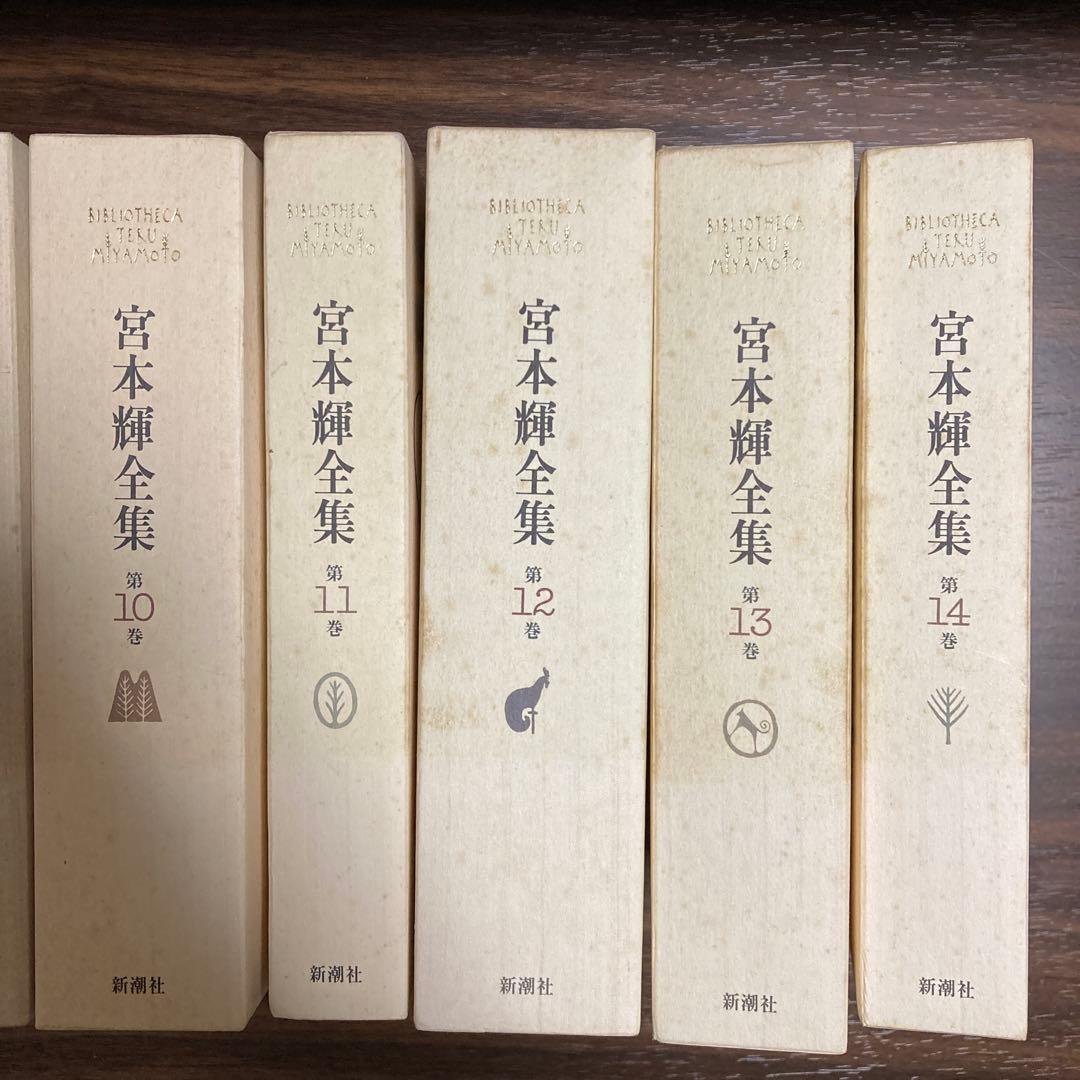 BIBLIOTHECA
TERU
MIYAMOTO
宮本輝全集
第
10
巻
新潮社
BIBLIOTHECA
TERU
MIYAMOTO
宮本輝全集
第
11
巻
新潮社
BIBLIOTHECA
TERU
MIYAMOTO
宮本輝全集
第
12
巻
新潮社
BIBLIOTHECA
TERU
MIYAMOTO
宮本輝全集
第
13
巻
新潮社
BIBLIOTHECA
TERU
MIYAMOTO
宮本輝全集
第
14
巻
新潮社